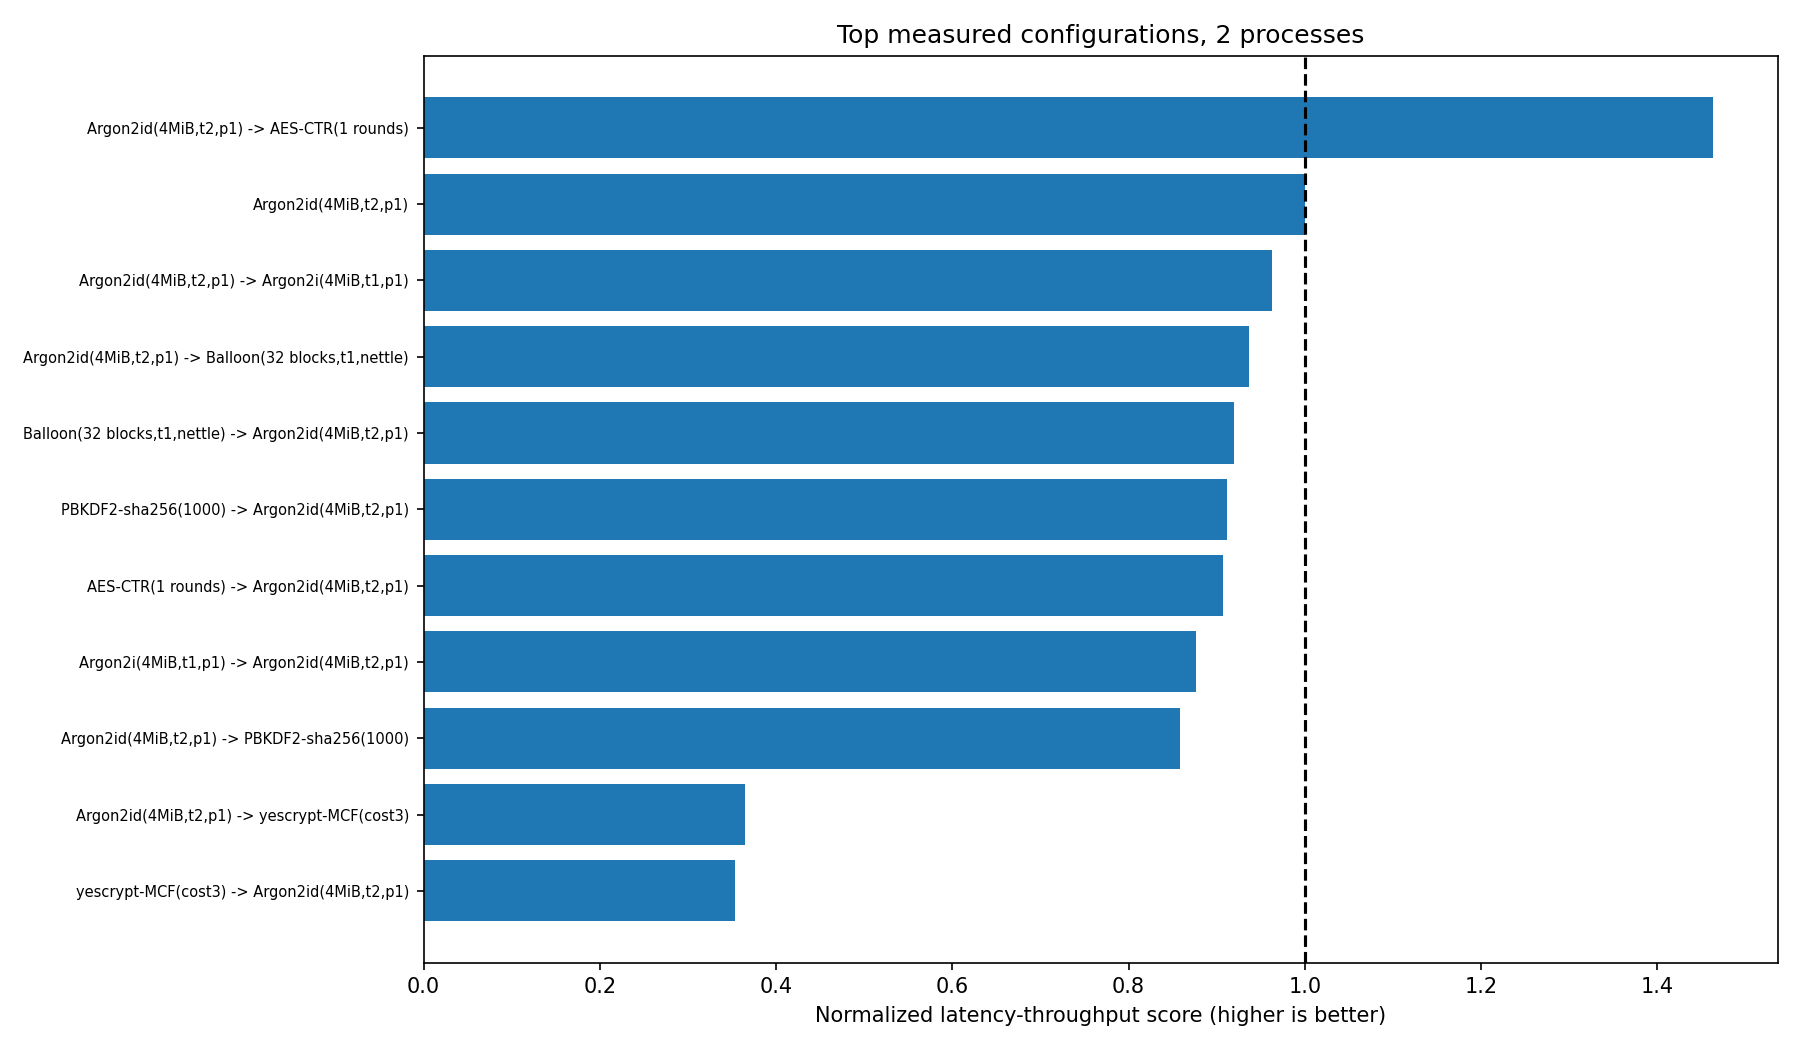 Top measured configurations, 2 processes
Argon2id(4MiB,t2,p1) -> AES-CTR(1 rounds)
Argon2id(4MiB,t2,p1)
Argon2id(4MiB,t2,p1) -> Argon2i(4MiB,t1,p1)
Argon2id(4MiB,t2,p1) -> Balloon(32 blocks,t1,nettle)
Balloon(32 blocks,t1,nettle) -> Argon2id(4MiB,t2,p1)
PBKDF2-sha256(1000) -> Argon2id(4MiB,t2,p1)
AES-CTR(1 rounds) -> Argon2id(4MiB,t2,p1)
Argon2i(4MiB,t1,p1) -> Argon2id(4MiB,t2,p1)
Argon2id(4MiB,t2,p1) -> PBKDF2-sha256(1000)
Argon2id(4MiB,t2,p1) -> yescrypt-MCF(cost3)
yescrypt-MCF(cost3) -> Argon2id(4MiB,t2,p1)
0.0 0.2 0.4 0.6 0.8 1.0 1.2 1.4
Normalized latency-throughput score (higher is better)